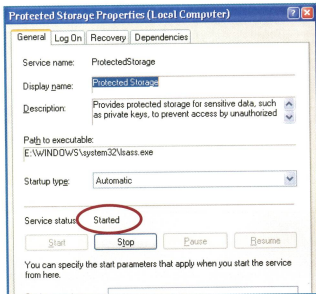 Protected Storage Properties (Local Computer)
General Log On Recovery Dependencies
Service name: ProtectedStorage
Display name: Protected Storage
Description: Provides protected storage for sensitive data, such
as private keys, to prevent access by unauthorized
Path to executable:
E:\WINDOWS\system32\lsass.exe
Startup type: Automatic
Service status: Started
Start Stop Pause Resume
You can specify the start parameters that apply when you start the service
from here.